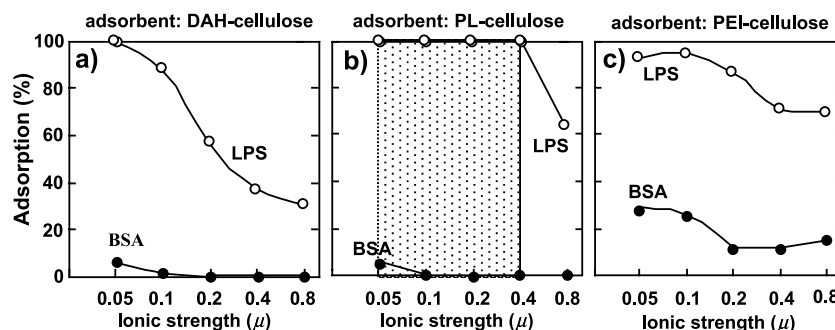 adsorbent: DAH-cellulose adsorbent: PL-cellulose adsorbent: PEI-cellulose
Adsorption (%)
100
80
60
40
20
0
a)
LPS
BSA
0.05 0.1 0.2 0.4 0.8
Ionic strength (μ)
b)
LPS
BSA
0.05 0.1 0.2 0.4 0.8
Ionic strength (μ)
c)
LPS
BSA
0.05 0.1 0.2 0.4 0.8
Ionic strength (μ)